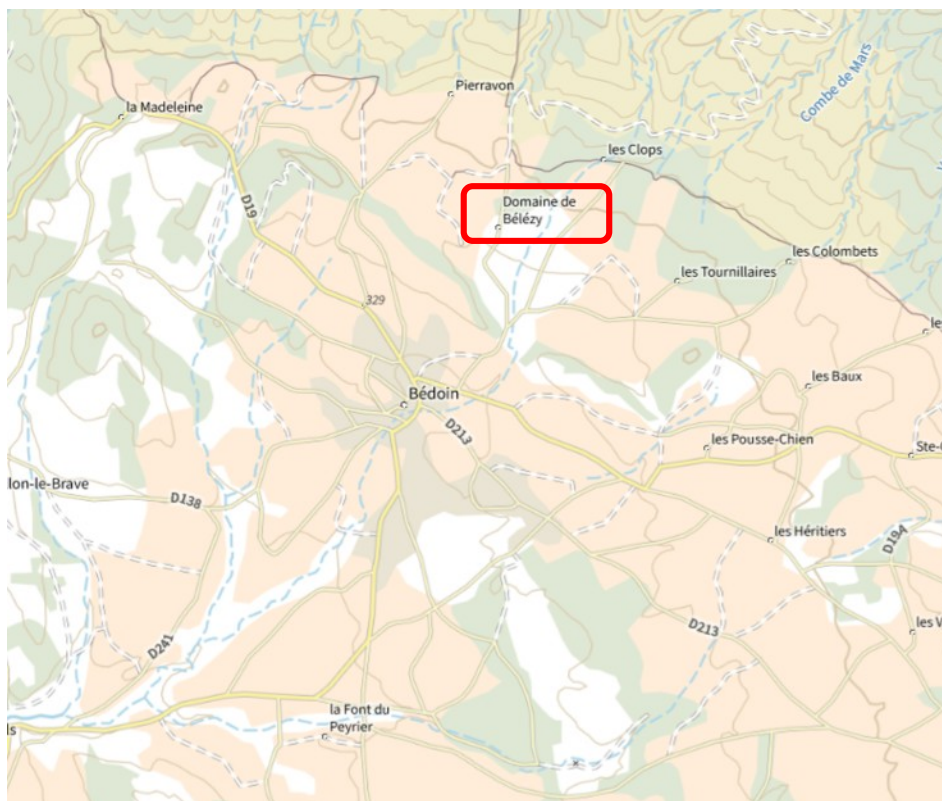 Pierravon
la Madeleine
Combe de Mars
les Clops
D19
Domaine de
Bélézy
les Colombets
les Tournillaires
329
les Baux
Bédoin
D213
les Pousse-Chien
lon-le-Brave
D138
les Héritiers
D194
D213
D241
la Font du
Peyrier